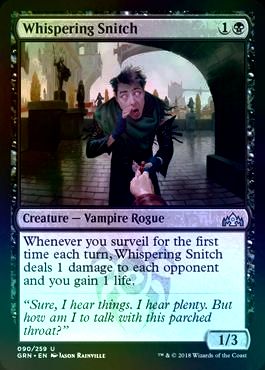 Whispering Snitch 1
Creature — Vampire Rogue
Whenever you surveil for the first
time each turn, Whispering Snitch
deals 1 damage to each opponent
and you gain 1 life.
“Sure, I hear things. I hear plenty. But
how am I to talk with this parched
throat?”
1/3
090/259 U
GRN • EN Jason Rainville
™ & © 2018 Wizards of the Coast